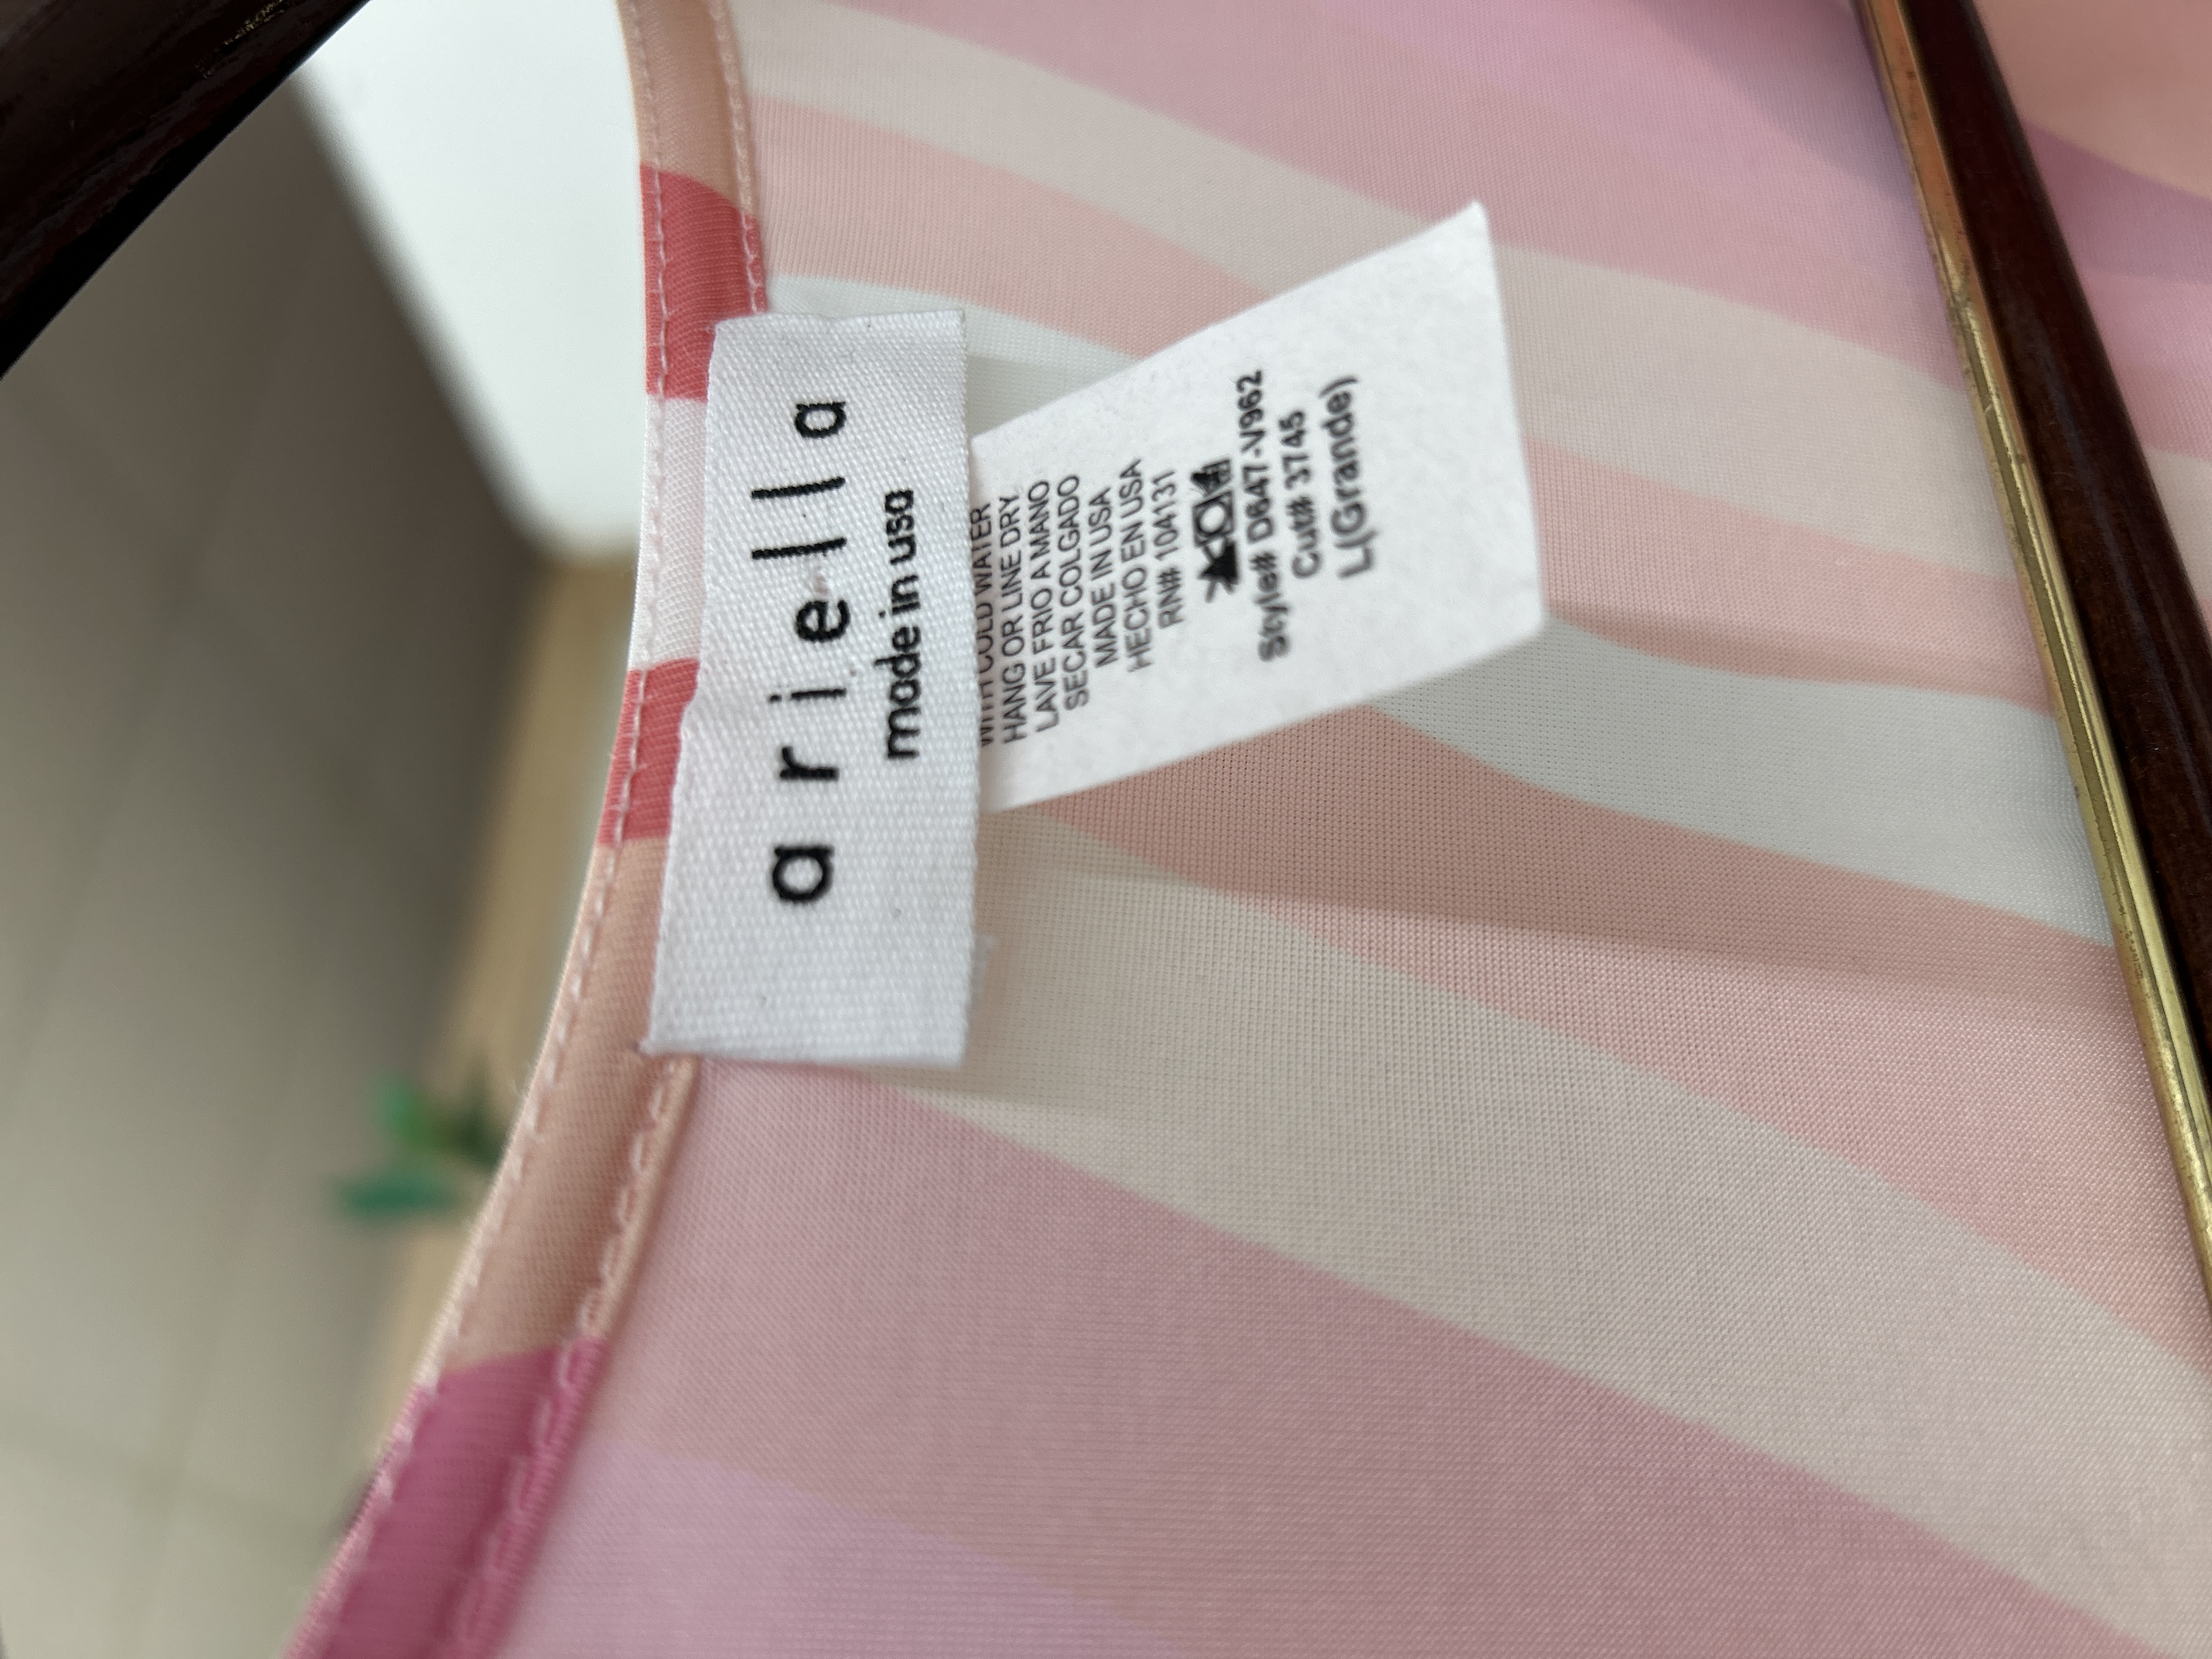 ariella
made in usa
WITH COLD WATER
HANG OR LINE DRY
LAVE FRIO A MANO
SECAR COLGADO
MADE IN USA
HECHO EN USA
RN# 104131
Style# D647-V962
Cut# 3745
L(Grande)